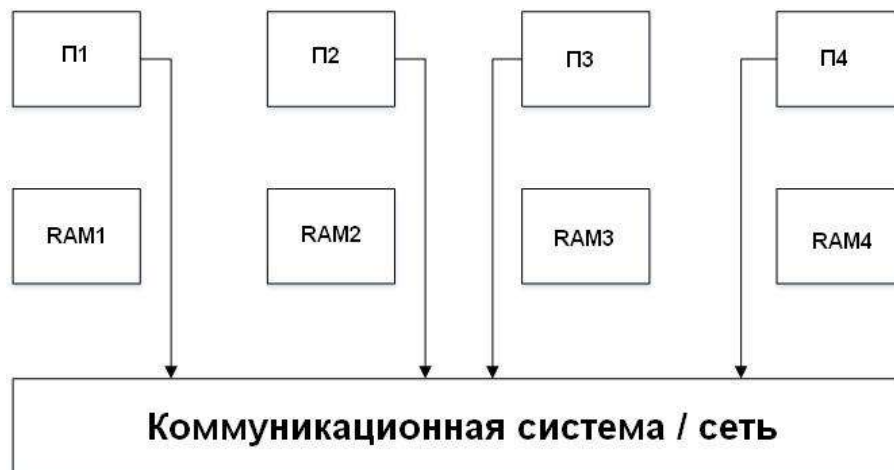 П1 П2 П3 П4
RAM1 RAM2 RAM3 RAM4
Коммуникационная система / сеть